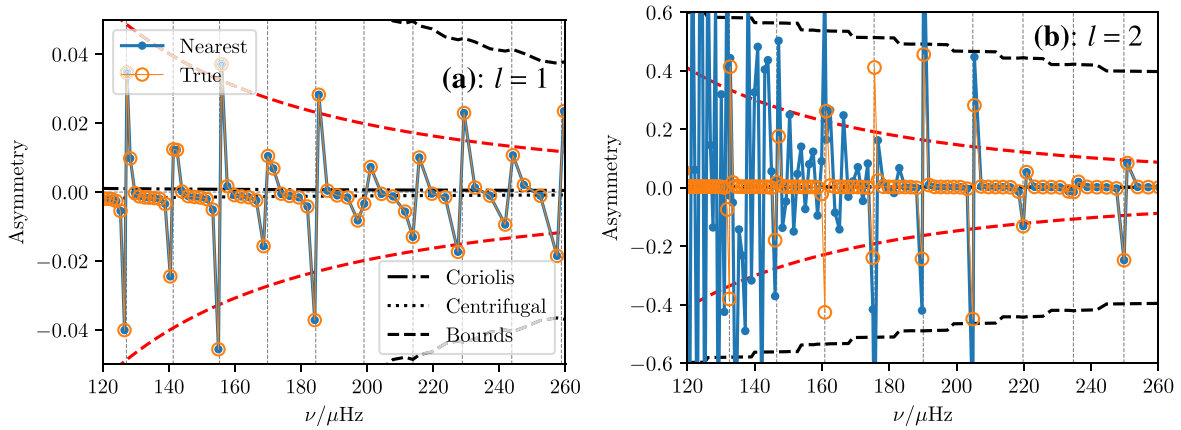 0.04
0.02
0.00
−0.02
−0.04
Asymmetry
Nearest
True
(a): l = 1
Coriolis
Centrifugal
Bounds
120 140 160 180 200 220 240 260
ν/μHz
0.6
0.4
0.2
0.0
−0.2
−0.4
−0.6
Asymmetry
(b): l = 2
120 140 160 180 200 220 240 260
ν/μHz